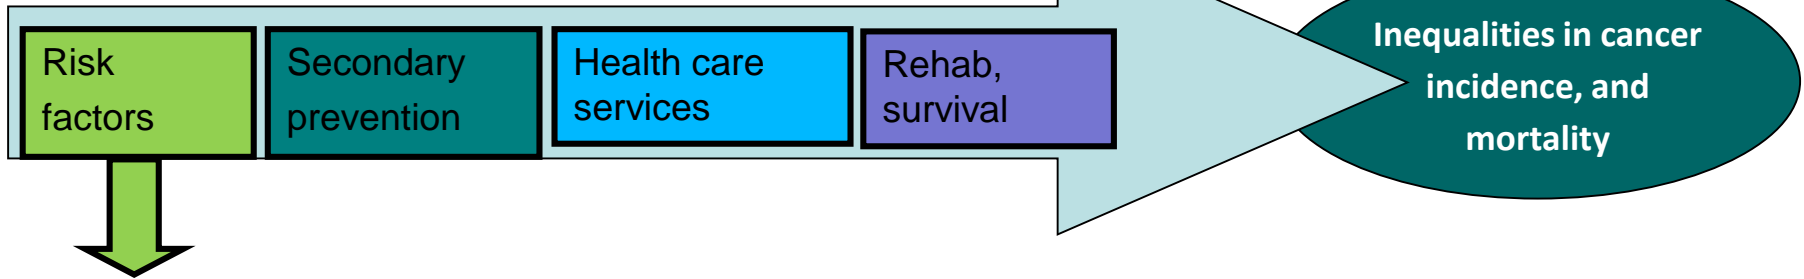 Risk
factors
Secondary
prevention
Health care
services
Rehab,
survival
Inequalities in cancer
incidence, and
mortality